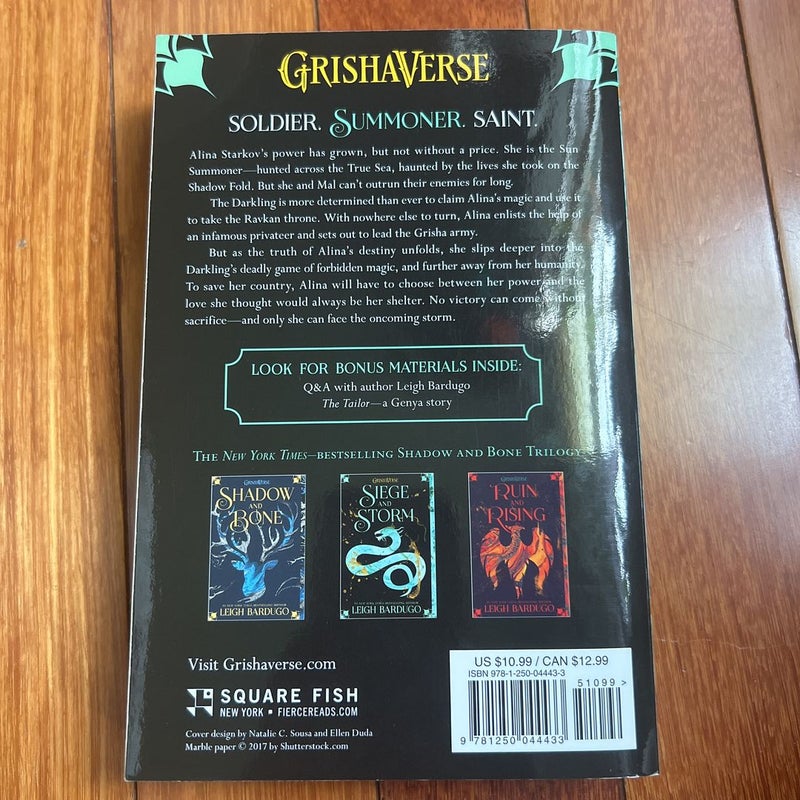 GRISHAVERSE
SOLDIER. SUMMONER. SAINT.
Alina Starkov's power has grown, but not without a price. She is the Sun
Summoner—hunted across the True Sea, haunted by the lives she took on the
Shadow Fold. But she and Mal can't outrun their enemies for long.
The Darkling is more determined than ever to claim Alina's magic and use it
to take the Ravkan throne. With nowhere else to turn, Alina enlists the help of
an infamous privateer and sets out to lead the Grisha army.
But as the truth of Alina's destiny unfolds, she slips deeper into the
Darkling's deadly game of forbidden magic, and further away from her humanity.
To save her country, Alina will have to choose between her power and the
love she thought would always be her shelter. No victory can come without
sacrifice—and only she can face the oncoming storm.
LOOK FOR BONUS MATERIALS INSIDE:
Q&A with author Leigh Bardugo
The Tailor—a Genya story
THE New York Times–BESTSELLING SHADOW AND BONE TRILOGY
GRISHAVERSE
SHADOW
AND
BONE
LEIGH BARDUGO
GRISHAVERSE
SIEGE
AND
STORM
LEIGH BARDUGO
GRISHAVERSE
RUIN
AND
RISING
LEIGH BARDUGO
Visit Grishaverse.com
SQUARE FISH
NEW YORK • FIERCEREADS.COM
Cover design by Natalie C. Sousa and Ellen Duda
Marble paper © 2017 by Shutterstock.com
US $10.99 / CAN $12.99
ISBN 978-1-250-04443-3
51099>
9 781250 044433